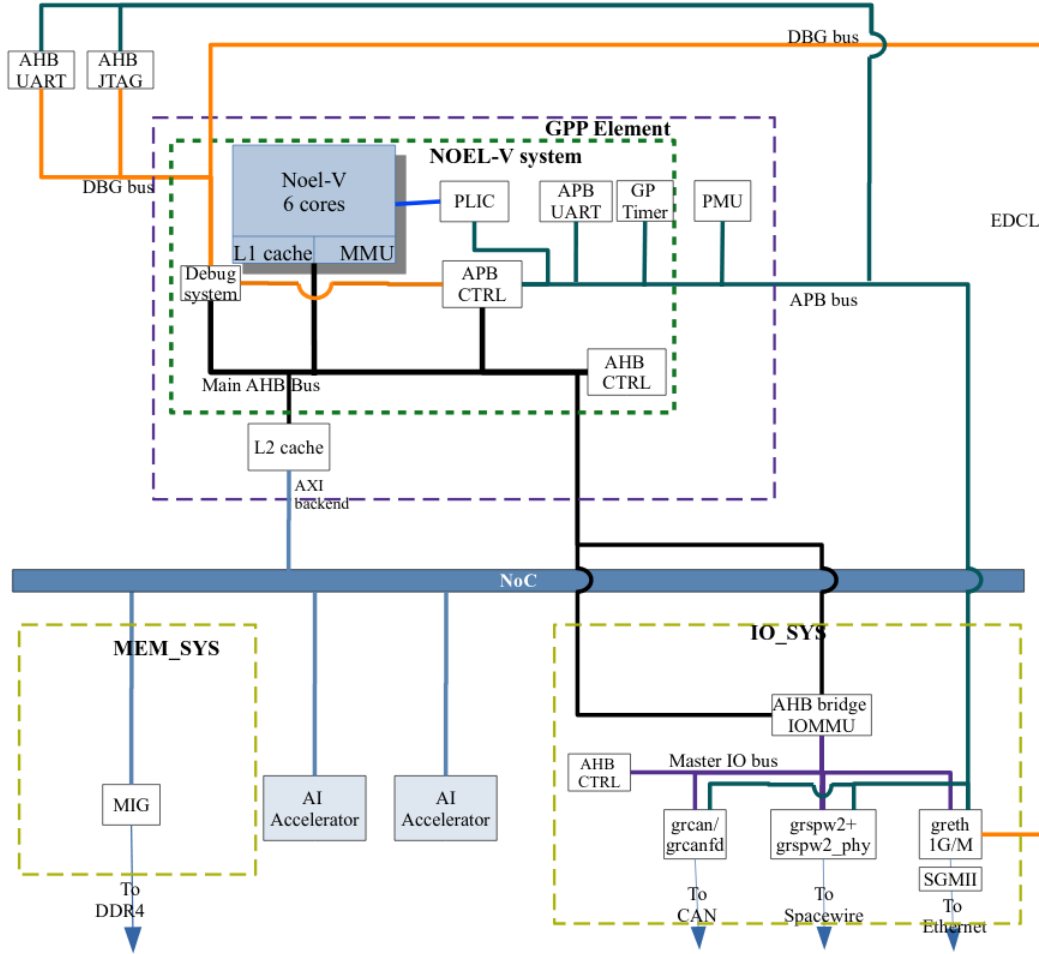 DBG bus
AHB
UART
AHB
JTAG
GPP Element
NOEL-V system
DBG bus
Noel-V
6 cores
L1 cache
MMU
PLIC
APB
UART
GP
Timer
PMU
EDCL
Debug
system
APB
CTRL
APB bus
Main AHB Bus
AHB
CTRL
L2 cache
AXI
backend
NoC
MEM_SYS
IO_SYS
AHB bridge
IOMMU
Master IO bus
AHB
CTRL
MIG
AI
Accelerator
AI
Accelerator
grcan/
grcanfd
grspw2+
grspw2_phy
greth
1G/M
SGMII
To
DDR4
To
CAN
To
Spacewire
To
Ethernet